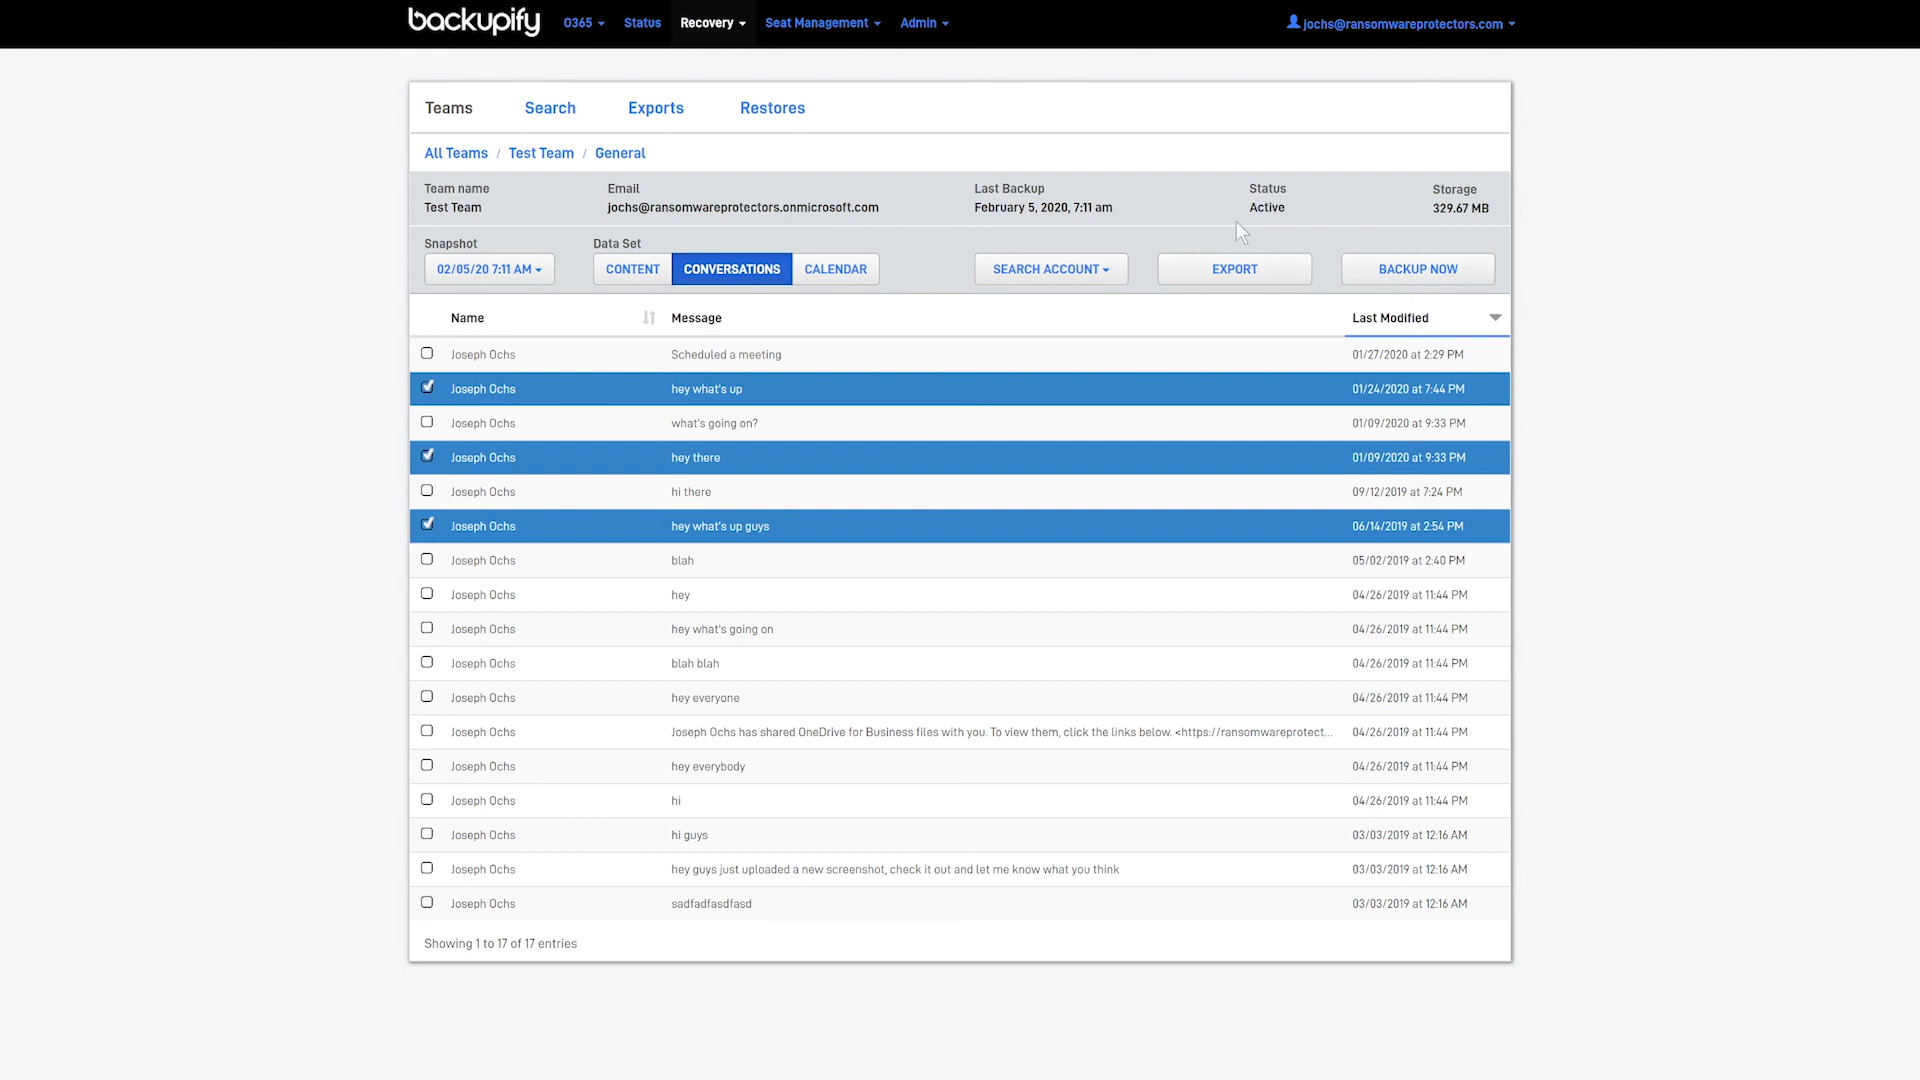 backupify O365 Status Recovery Seat Management Admin jochs@ransomwareprotectors.com
Teams Search Exports Restores
All Teams / Test Team / General
Team name Email Last Backup Status Storage
Test Team jochs@ransomwareprotectors.onmicrosoft.com February 5, 2020, 7:11 am Active 329.67 MB
Snapshot Data Set
02/05/20 7:11 AM CONTENT CONVERSATIONS CALENDAR SEARCH ACCOUNT EXPORT BACKUP NOW
Name Message Last Modified
Joseph Ochs Scheduled a meeting 01/27/2020 at 2:29 PM
Joseph Ochs hey what's up 01/24/2020 at 7:44 PM
Joseph Ochs what's going on? 01/09/2020 at 9:33 PM
Joseph Ochs hey there 01/09/2020 at 9:33 PM
Joseph Ochs hi there 09/12/2019 at 7:24 PM
Joseph Ochs hey what's up guys 06/14/2019 at 2:54 PM
Joseph Ochs blah 05/02/2019 at 2:40 PM
Joseph Ochs hey 04/26/2019 at 11:44 PM
Joseph Ochs hey what's going on 04/26/2019 at 11:44 PM
Joseph Ochs blah blah 04/26/2019 at 11:44 PM
Joseph Ochs hey everyone 04/26/2019 at 11:44 PM
Joseph Ochs Joseph Ochs has shared OneDrive for Business files with you. To view them, click the links below. <https://ransomwareprotect... 04/26/2019 at 11:44 PM
Joseph Ochs hey everybody 04/26/2019 at 11:44 PM
Joseph Ochs hi 04/26/2019 at 11:44 PM
Joseph Ochs hi guys 03/03/2019 at 12:16 AM
Joseph Ochs hey guys just uploaded a new screenshot, check it out and let me know what you think 03/03/2019 at 12:16 AM
Joseph Ochs sadfadfasdfasd 03/03/2019 at 12:16 AM
Showing 1 to 17 of 17 entries